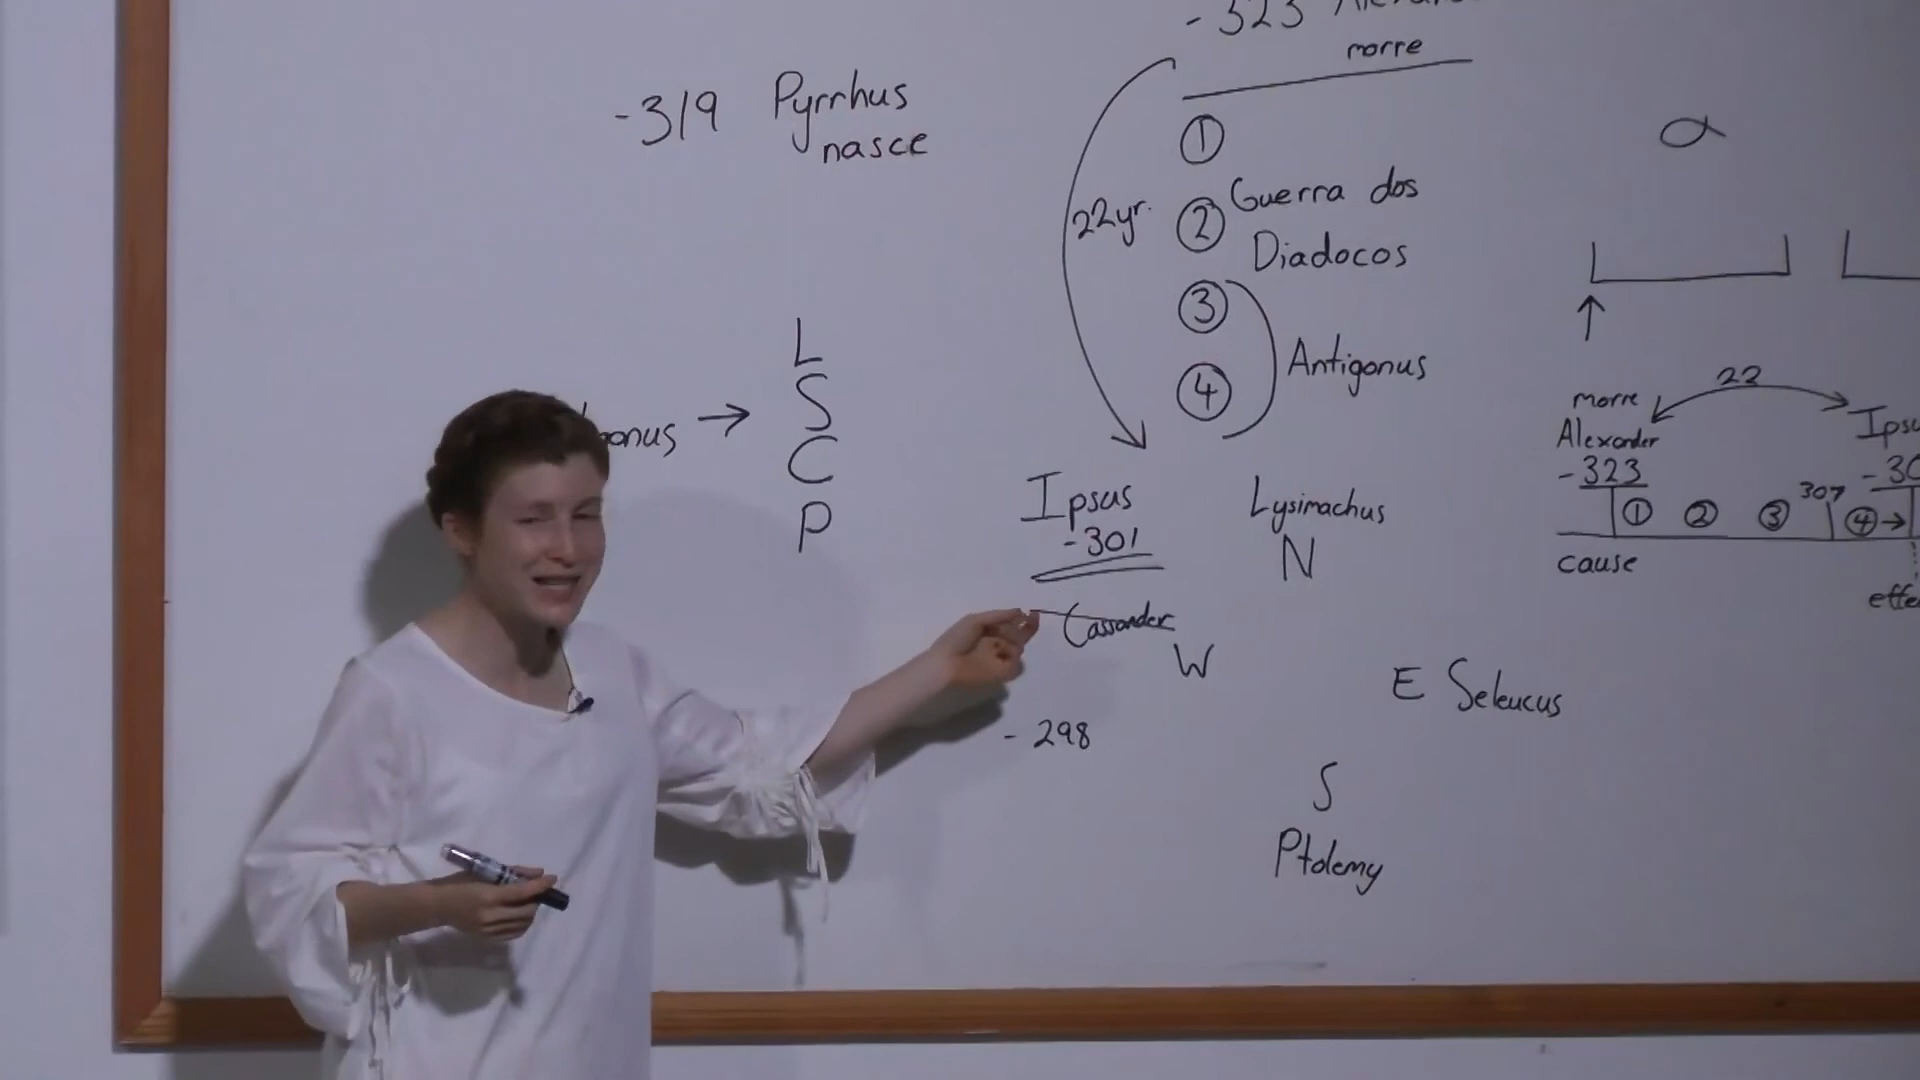 -319 Pyrrhus
nasce
-323
morre
①
② Guerra dos
Diadocos
③
④
Antigonus
22yr.
→
L
S
C
P
Ipsus
-301
Lysimachus
N
Cassander
W
E Seleucus
-298
S
Ptolemy
α
↑
22
morre
Alexander
-323
307
① ② ③ ④→
cause